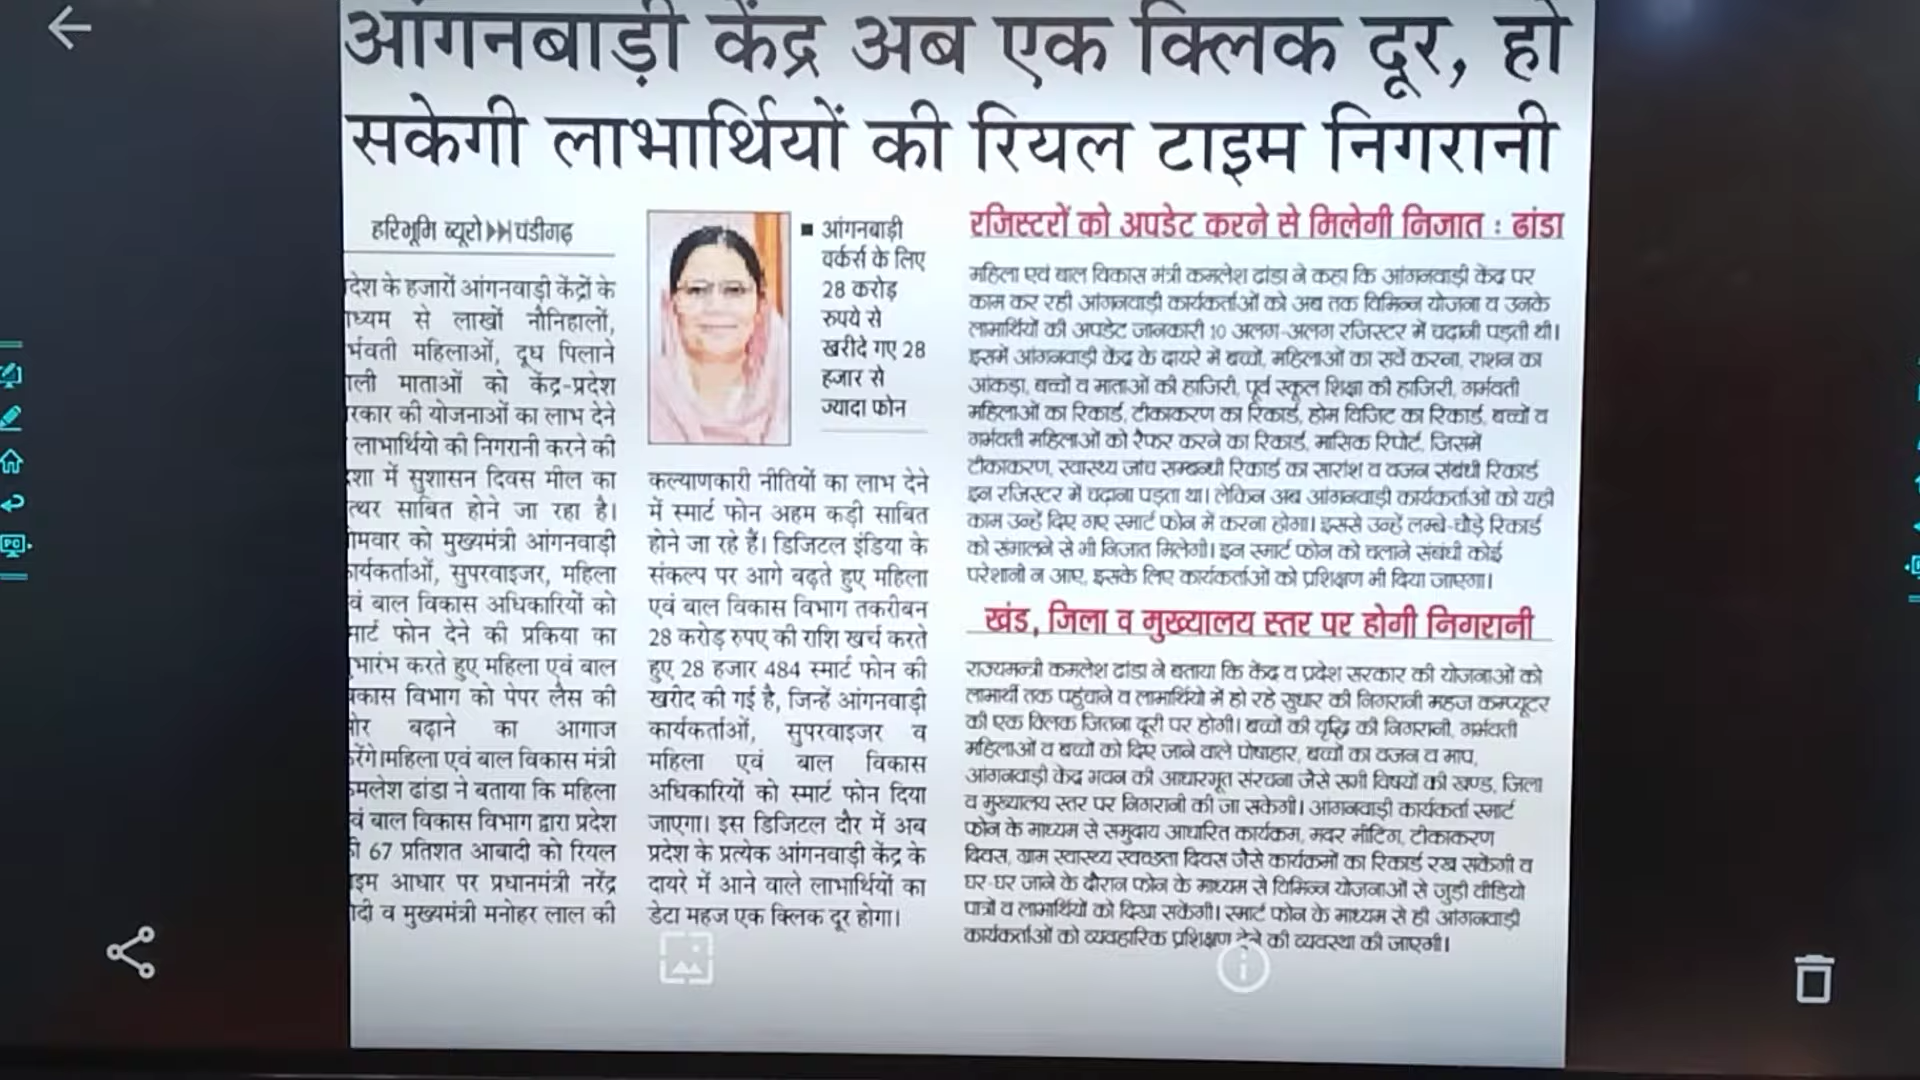 आंगनबाड़ी केंद्र अब एक क्लिक दूर, हो
सकेगी लाभार्थियों की रियल टाइम निगरानी
हरिभूमि ब्यूरो चंडीगढ़
देश के हजारों आंगनवाड़ी केंद्रों के
ध्यम से लाखों नौनिहालों,
र्भवती महिलाओं, दूध पिलाने
ली माताओं को केंद्र-प्रदेश
रकार की योजनाओं का लाभ देने
लाभार्थियो की निगरानी करने की
शा में सुशासन दिवस मील का
त्थर साबित होने जा रहा है।
ोमवार को मुख्यमंत्री आंगनवाड़ी
ार्यकर्ताओं, सुपरवाइजर, महिला
वं बाल विकास अधिकारियों को
मार्ट फोन देने की प्रकिया का
भारंभ करते हुए महिला एवं बाल
कास विभाग को पेपर लैस की
ोर बढ़ाने का आगाज
रेंगे।महिला एवं बाल विकास मंत्री
मलेश ढांडा ने बताया कि महिला
वं बाल विकास विभाग द्वारा प्रदेश
ी 67 प्रतिशत आबादी को रियल
इम आधार पर प्रधानमंत्री नरेंद्र
ोदी व मुख्यमंत्री मनोहर लाल की
■ आंगनबाड़ी
वर्कर्स के लिए
28 करोड़
रुपये से
खरीदे गए 28
हजार से
ज्यादा फोन
कल्याणकारी नीतियों का लाभ देने
में स्मार्ट फोन अहम कड़ी साबित
होने जा रहे हैं। डिजिटल इंडिया के
संकल्प पर आगे बढ़ते हुए महिला
एवं बाल विकास विभाग तकरीबन
28 करोड़ रुपए की राशि खर्च करते
हुए 28 हजार 484 स्मार्ट फोन की
खरीद की गई है, जिन्हें आंगनवाड़ी
कार्यकर्ताओं, सुपरवाइजर व
महिला एवं बाल विकास
अधिकारियों को स्मार्ट फोन दिया
जाएगा। इस डिजिटल दौर में अब
प्रदेश के प्रत्येक आंगनवाड़ी केंद्र के
दायरे में आने वाले लाभार्थियों का
डेटा महज एक क्लिक दूर होगा।
रजिस्टरों को अपडेट करने से मिलेगी निजात : ढांडा
महिला एवं बाल विकास मंत्री कमलेश ढांडा ने कहा कि आंगनवाड़ी केंद्र पर
काम कर रही आंगनवाड़ी कार्यकर्ताओं को अब तक विभिन्न योजना व उनके
लाभार्थियों की अपडेट जानकारी 10 अलग-अलग रजिस्टर में चढ़ानी पड़ती थी।
इसमें आंगनवाड़ी केंद्र के दायरे में बच्चों, महिलाओं का सर्वे करना, राशन का
आंकड़ा, बच्चों व माताओं की हाजिरी, पूर्व स्कूल शिक्षा की हाजिरी, गर्भवती
महिलाओं का रिकार्ड, टीकाकरण का रिकार्ड, होम विजिट का रिकार्ड, बच्चों व
गर्भवती महिलाओं को रैफर करने का रिकार्ड, मासिक रिपोर्ट, जिसमें
टीकाकरण, स्वास्थ्य जांच सम्बन्धी रिकार्ड का सारांश व वजन संबंधी रिकार्ड
इन रजिस्टर में चढ़ाना पड़ता था। लेकिन अब आंगनवाड़ी कार्यकर्ताओं को यही
काम उन्हें दिए गए स्मार्ट फोन में करना होगा। इससे उन्हें लम्बे-चौड़े रिकार्ड
को संभालने से भी निजात मिलेगी। इन स्मार्ट फोन को चलाने संबंधी कोई
परेशानी न आए, इसके लिए कार्यकर्ताओं को प्रशिक्षण भी दिया जाएगा।
खंड, जिला व मुख्यालय स्तर पर होगी निगरानी
राज्यमन्त्री कमलेश ढांडा ने बताया कि केंद्र व प्रदेश सरकार की योजनाओं को
लाभार्थी तक पहुंचाने व लाभार्थियों में हो रहे सुधार की निगरानी महज कम्प्यूटर
की एक क्लिक जितना दूरी पर होगी। बच्चों की वृद्धि की निगरानी, गर्भवती
महिलाओं व बच्चों को दिए जाने वाले पोषाहार, बच्चों का वजन व माप,
आंगनवाड़ी केंद्र भवन की आधारभूत संरचना जैसे सभी विषयों की खण्ड, जिला
व मुख्यालय स्तर पर निगरानी की जा सकेगी। आंगनवाड़ी कार्यकर्ता स्मार्ट
फोन के माध्यम से समुदाय आधारित कार्यक्रम, मदर मीटिंग, टीकाकरण
दिवस, ग्राम स्वास्थ्य स्वच्छता दिवस जैसे कार्यक्रमों का रिकार्ड रख सकेंगी व
घर-घर जाने के दौरान फोन के माध्यम से विभिन्न योजनाओं से जुड़ी वीडियो
पात्रों व लाभार्थियों को दिखा सकेंगी। स्मार्ट फोन के माध्यम से ही आंगनवाड़ी
कार्यकर्ताओं को व्यवहारिक प्रशिक्षण देने की व्यवस्था की जाएगी।